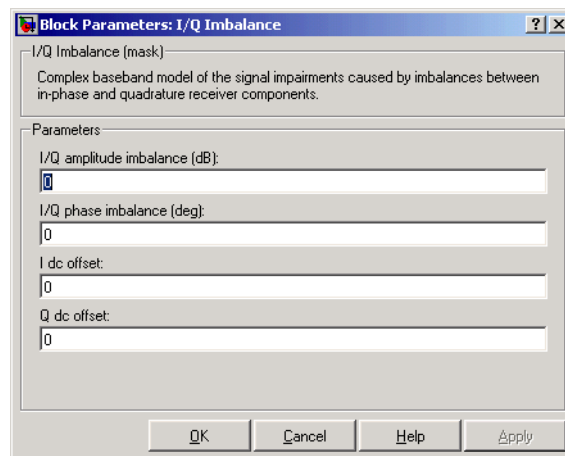 Block Parameters: I/Q Imbalance
I/Q Imbalance (mask)
Complex baseband model of the signal impairments caused by imbalances between
in-phase and quadrature receiver components.
Parameters
I/Q amplitude imbalance (dB):
0
I/Q phase imbalance (deg):
0
I dc offset:
0
Q dc offset:
0
OK Cancel Help Apply